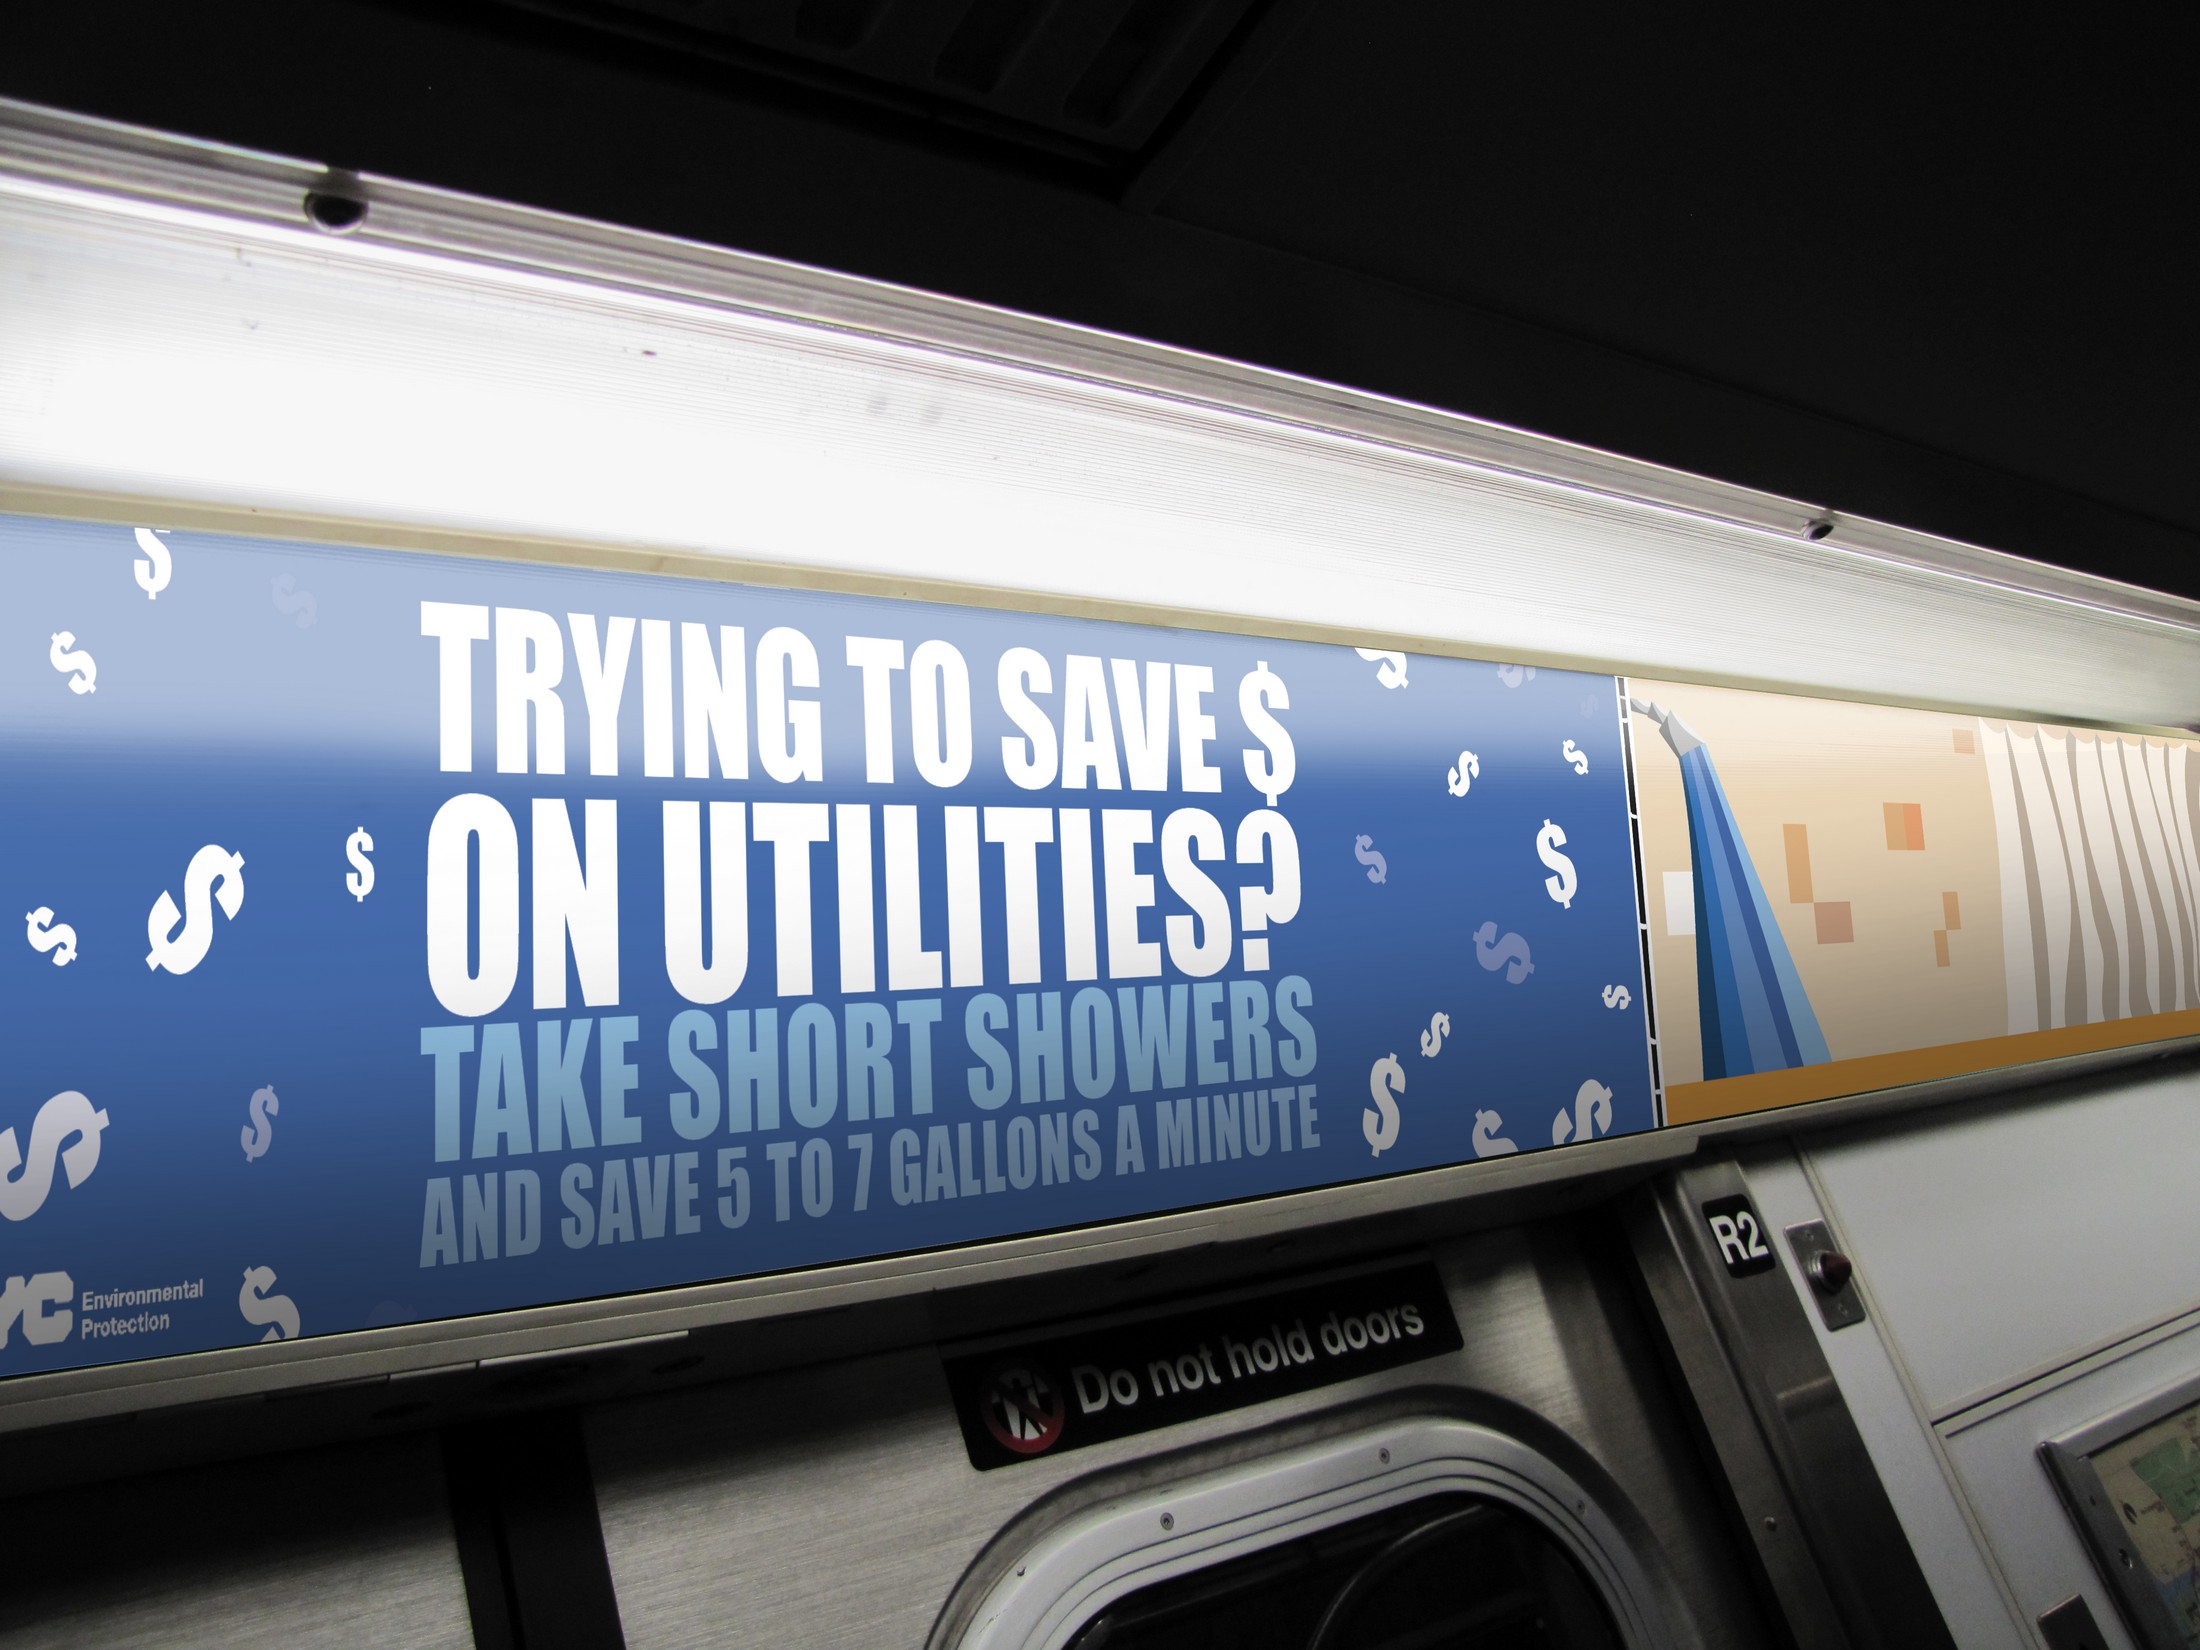 TRYING TO SAVE $
ON UTILITIES?
TAKE SHORT SHOWERS
AND SAVE 5 TO 7 GALLONS A MINUTE
YC
Environmental
Protection
R2
Do not hold doors